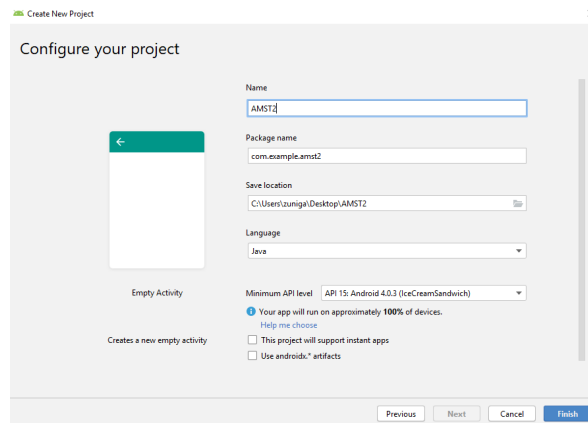 Create New Project
Configure your project
Name
AMST2
Package name
com.example.amst2
Save location
C:\Users\zuniga\Desktop\AMST2
Language
Java
Empty Activity
Minimum API level API 15: Android 4.0.3 (IceCreamSandwich)
Your app will run on approximately 100% of devices.
Help me choose
Creates a new empty activity
This project will support instant apps
Use androidx.* artifacts
Previous Next Cancel Finish